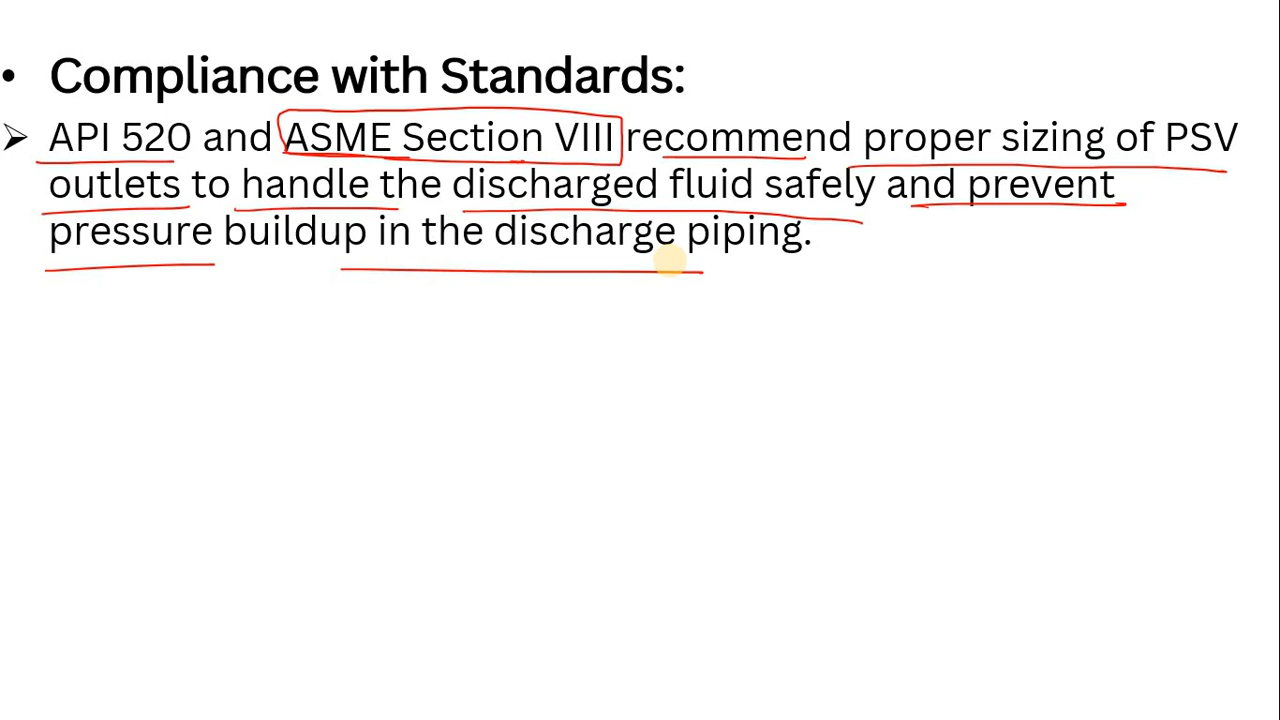 • Compliance with Standards:
➢ API 520 and ASME Section VIII recommend proper sizing of PSV
outlets to handle the discharged fluid safely and prevent
pressure buildup in the discharge piping.